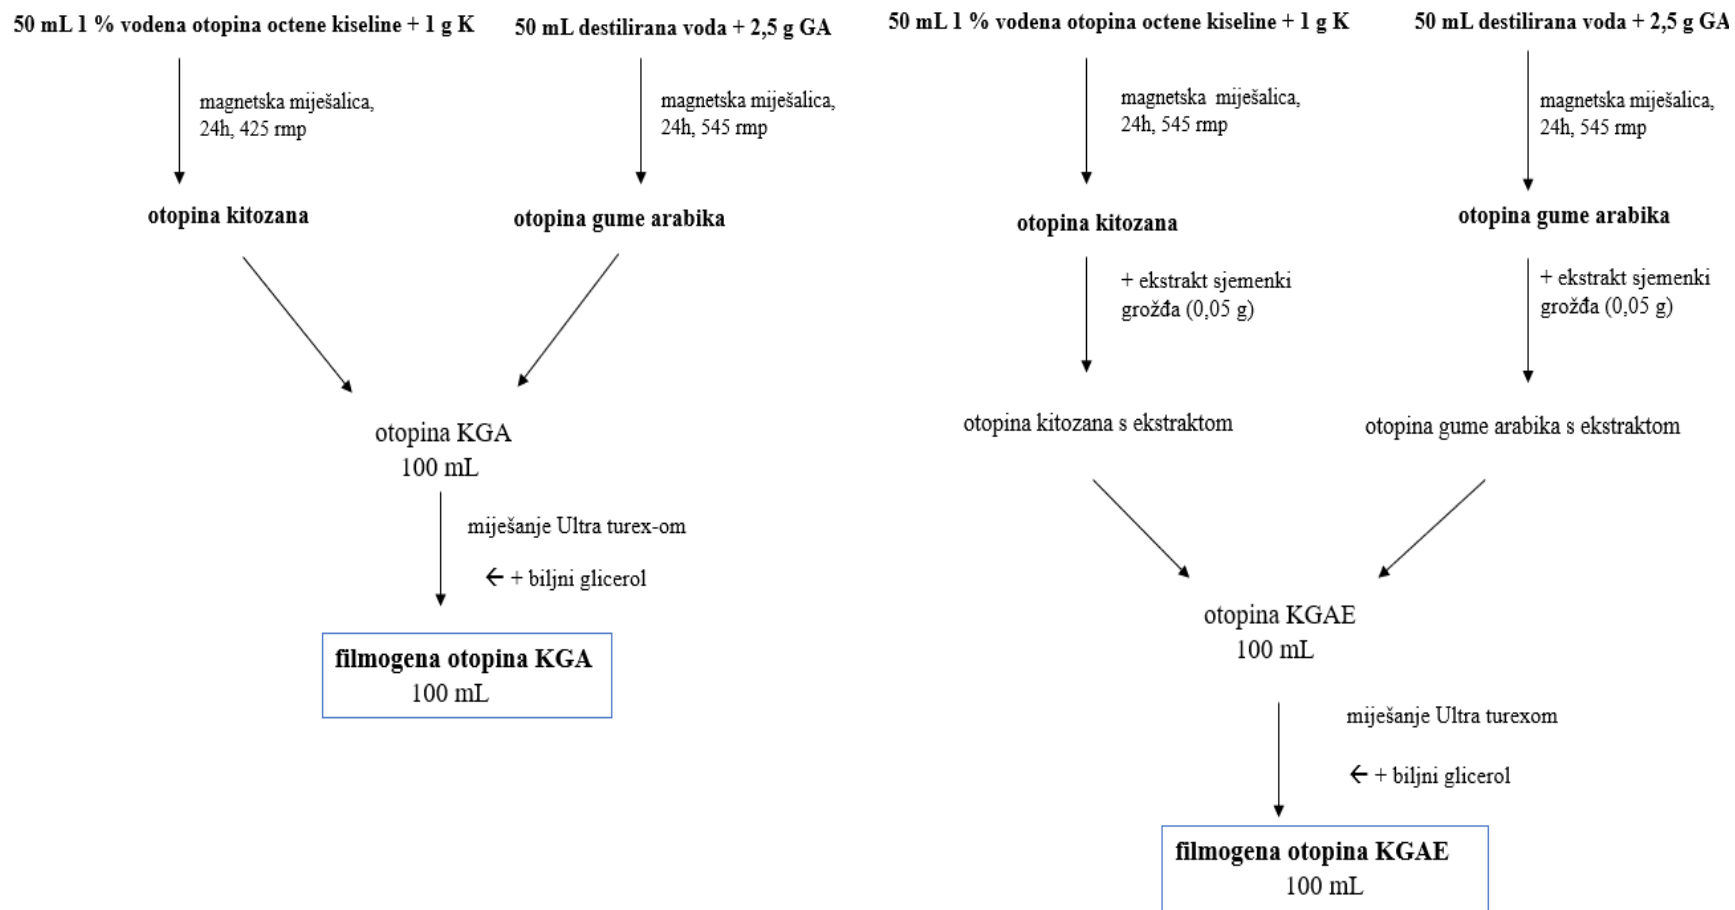 50 mL 1 % vodena otopina octene kiseline + 1 g K
50 mL destilirana voda + 2,5 g GA
magnetska miješalica,
24h, 425 rmp
magnetska miješalica,
24h, 545 rmp
otopina kitozana
otopina gume arabika
otopina KGA
100 mL
miješanje Ultra turex-om
← + biljni glicerol
filmogena otopina KGA
100 mL
50 mL 1 % vodena otopina octene kiseline + 1 g K
50 mL destilirana voda + 2,5 g GA
magnetska miješalica,
24h, 545 rmp
magnetska miješalica,
24h, 545 rmp
otopina kitozana
otopina gume arabika
+ ekstrakt sjemenki
grožđa (0,05 g)
+ ekstrakt sjemenki
grožđa (0,05 g)
otopina kitozana s ekstraktom
otopina gume arabika s ekstraktom
otopina KGAE
100 mL
miješanje Ultra turexom
← + biljni glicerol
filmogena otopina KGAE
100 mL